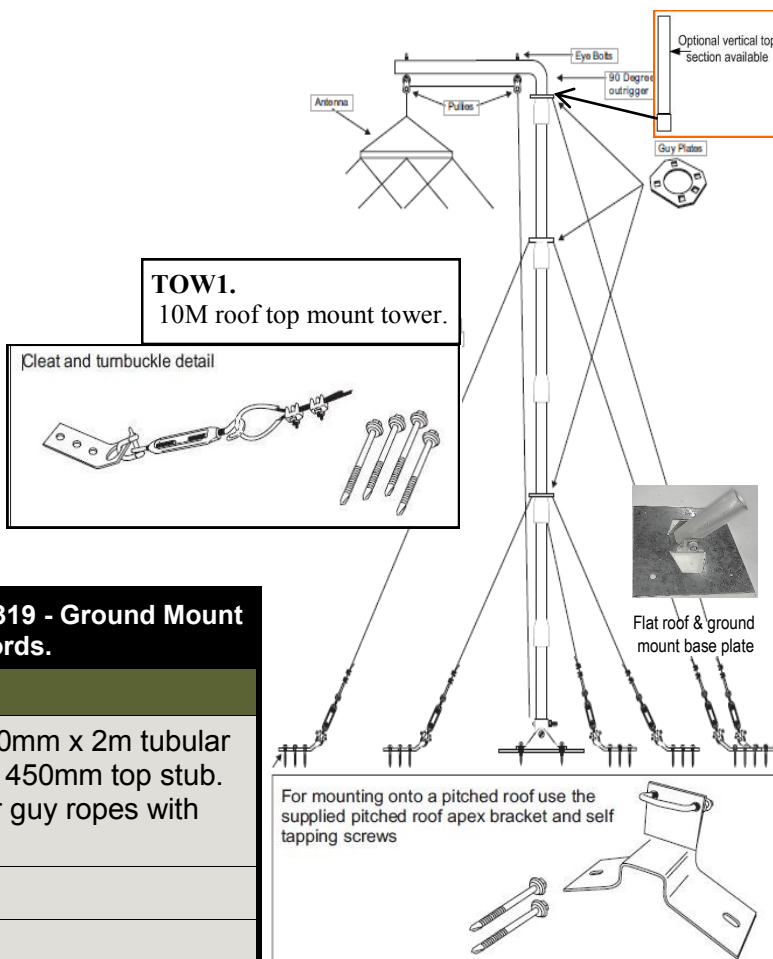 Eye Bolts
Optional vertical top
section available
90 Degree
outrigger
Antenna
Pullies
Guy Plates
TOW1.
10M roof top mount tower.
Cleat and turnbuckle detail
Flat roof & ground
mount base plate
319 - Ground Mount
ords.
0mm x 2m tubular
450mm top stub.
r guy ropes with
For mounting onto a pitched roof use the
supplied pitched roof apex bracket and self
tapping screws